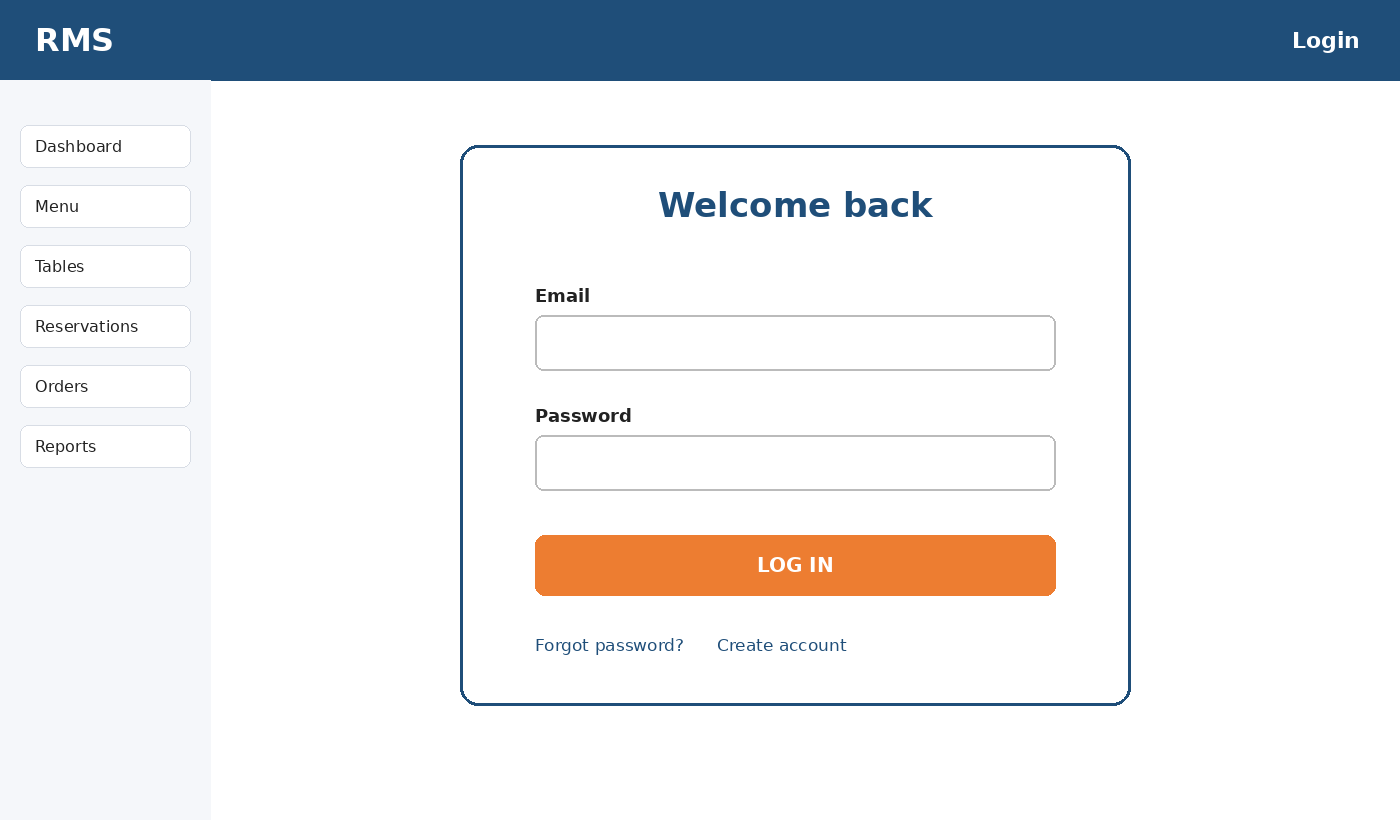 RMS
Login
Dashboard
Menu
Tables
Reservations
Orders
Reports
Welcome back
Email
Password
LOG IN
Forgot password? Create account